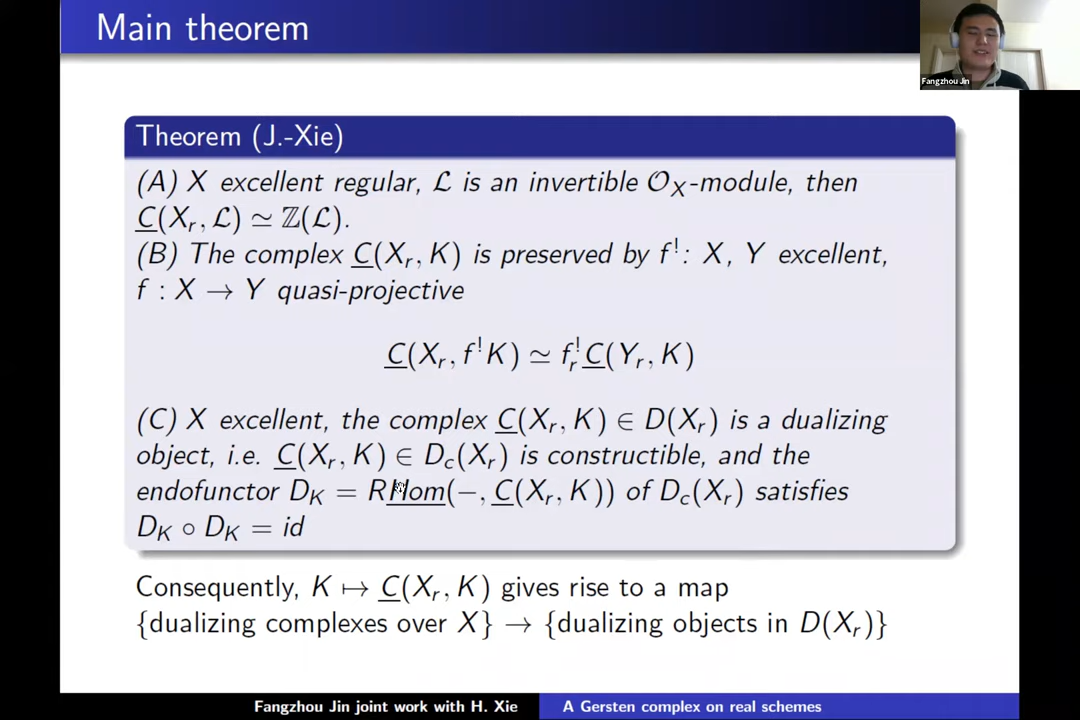 Main theorem
Fangzhou Jin
Theorem (J.-Xie)
(A) X excellent regular, ℒ is an invertible 𝒪_X-module, then
C(X_r, ℒ) ≃ ℤ(ℒ).
(B) The complex C(X_r, K) is preserved by f^!: X, Y excellent,
f : X → Y quasi-projective
C(X_r, f^!K) ≃ f_r^!C(Y_r, K)
(C) X excellent, the complex C(X_r, K) ∈ D(X_r) is a dualizing
object, i.e. C(X_r, K) ∈ D_c(X_r) is constructible, and the
endofunctor D_K = RHom(−, C(X_r, K)) of D_c(X_r) satisfies
D_K ∘ D_K = id
Consequently, K ↦ C(X_r, K) gives rise to a map
{dualizing complexes over X} → {dualizing objects in D(X_r)}
Fangzhou Jin joint work with H. Xie
A Gersten complex on real schemes